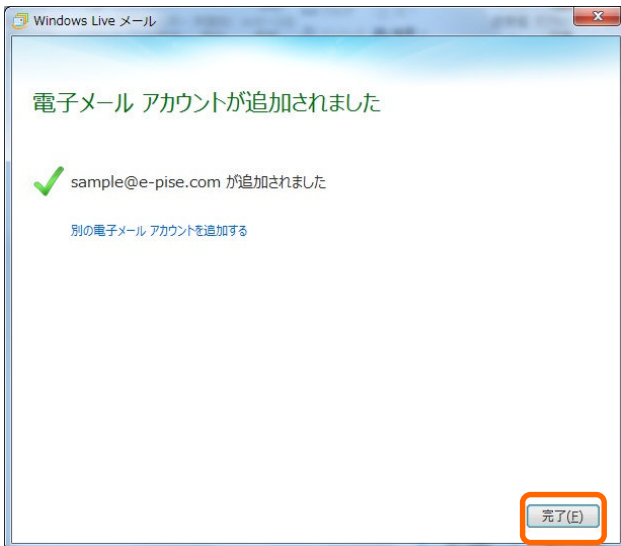 Windows Live メール
電子メール アカウントが追加されました
sample@e-pise.com が追加されました
別の電子メール アカウントを追加する
完了(F)